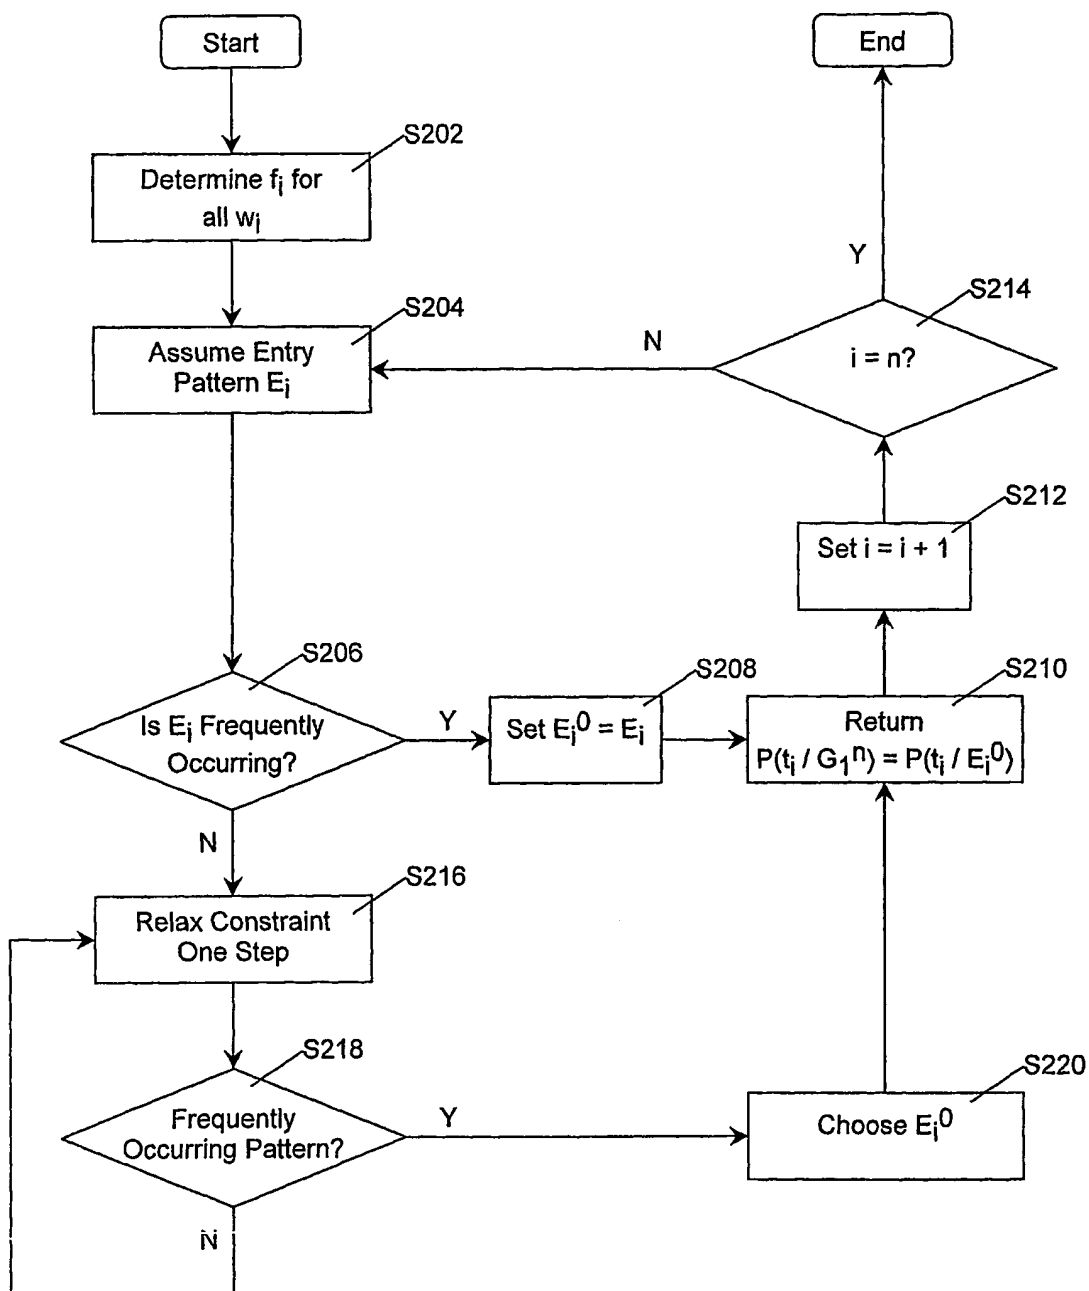 Start
End
S202
Determine fi for
all wi
S204
Assume Entry
Pattern Ei
N
Y
S214
i = n?
S212
Set i = i + 1
S206
Is Ei Frequently
Occurring?
Y
S208
Set Ei0 = Ei
S210
Return
P(ti / G1n) = P(ti / Ei0)
N
S216
Relax Constraint
One Step
S218
Frequently
Occurring Pattern?
Y
S220
Choose Ei0
N